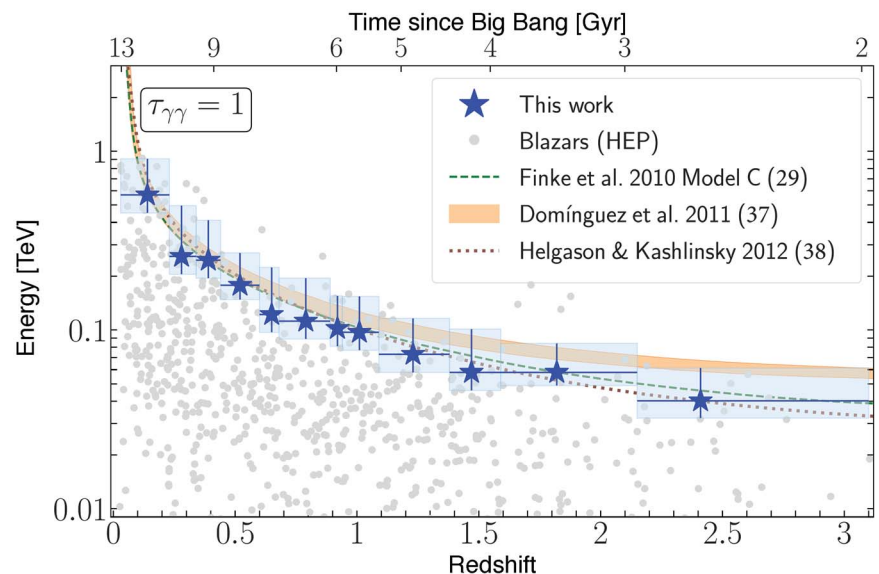 Time since Big Bang [Gyr]
13 9 6 5 4 3 2
τγγ = 1
This work
Blazars (HEP)
Finke et al. 2010 Model C (29)
Domínguez et al. 2011 (37)
Helgason & Kashlinsky 2012 (38)
Energy [TeV]
1
0.1
0.01
0 0.5 1 1.5 2 2.5 3
Redshift